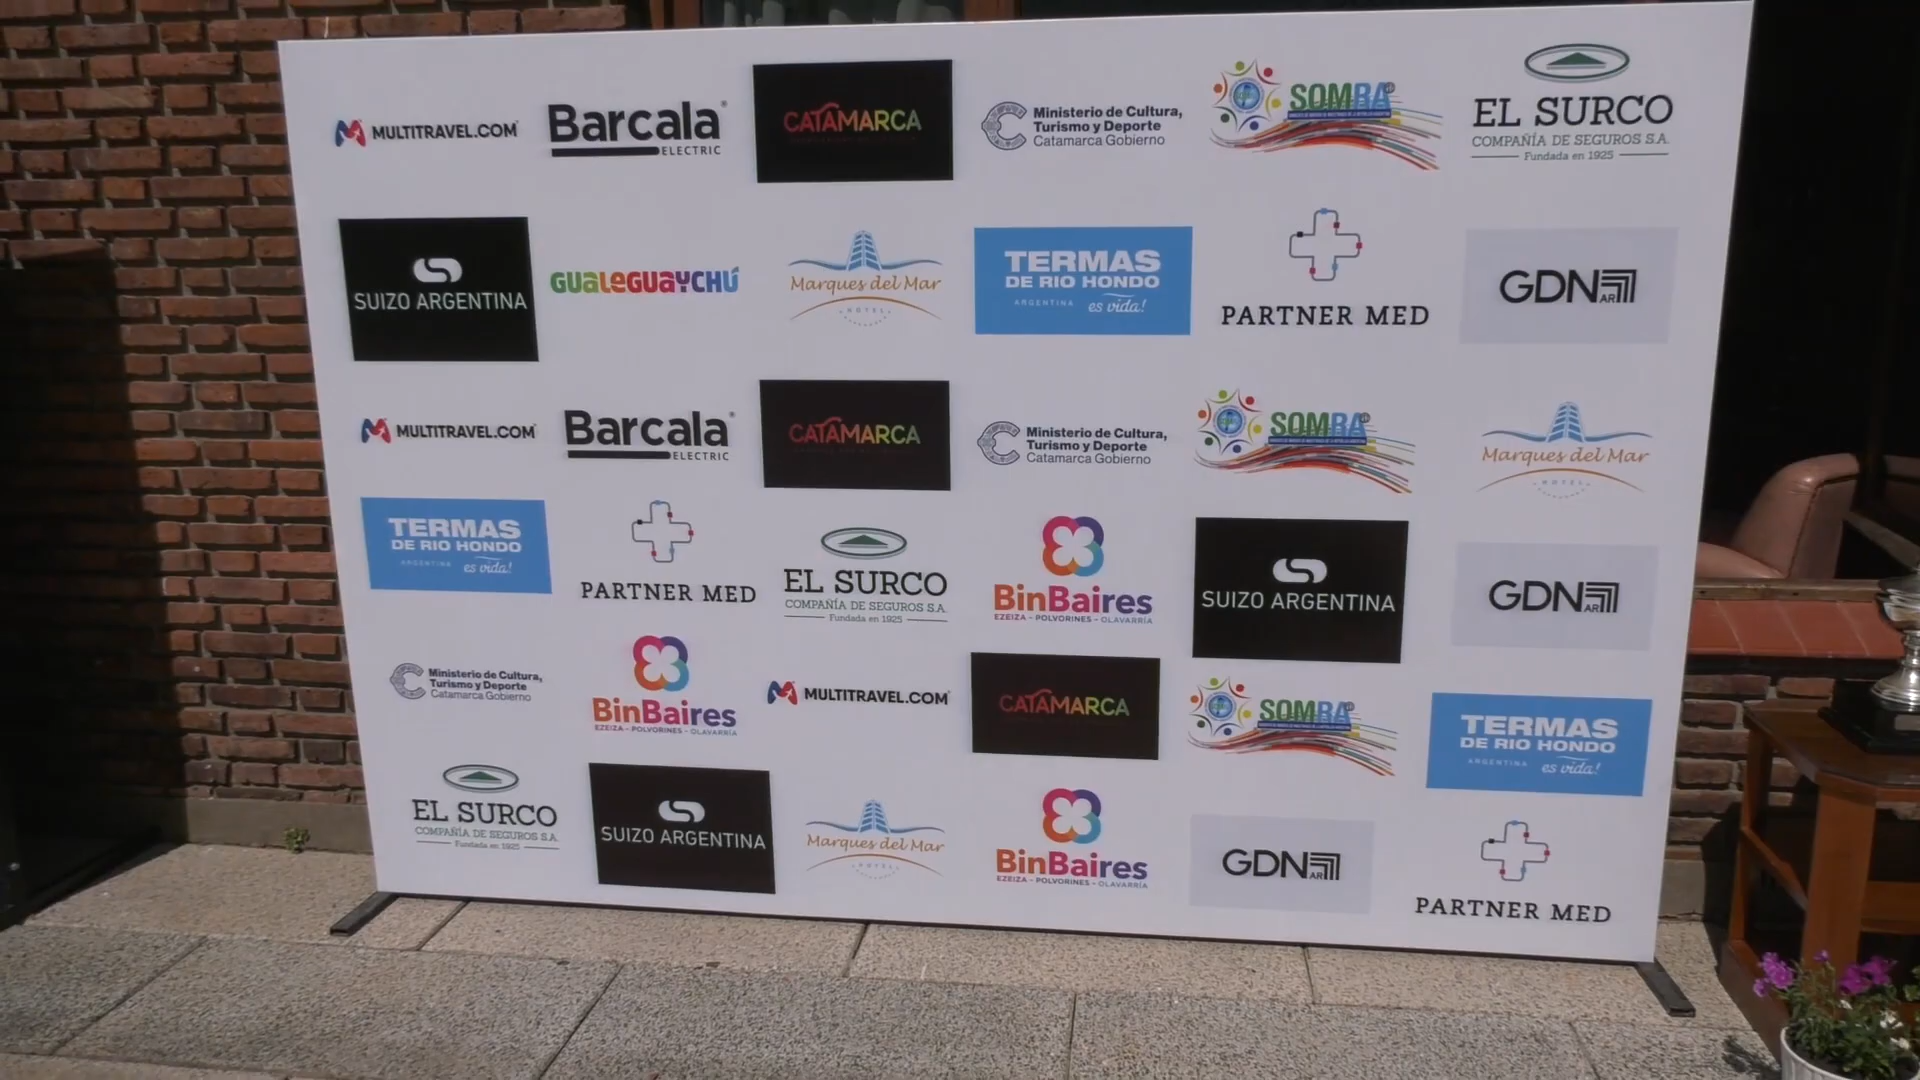 MULTITRAVEL.COM
Barcala
ELECTRIC
CATAMARCA
Ministerio de Cultura,
Turismo y Deporte
Catamarca Gobierno
SOMRA
EL SURCO
COMPAÑÍA DE SEGUROS S.A.
Fundada en 1925
SUIZO ARGENTINA
GUALEGUAYCHÚ
Marques del Mar
HOTEL
TERMAS
DE RIO HONDO
ARGENTINA es vida!
PARTNER MED
GDN AR
MULTITRAVEL.COM
Barcala
ELECTRIC
CATAMARCA
Ministerio de Cultura,
Turismo y Deporte
Catamarca Gobierno
SOMRA
Marques del Mar
HOTEL
TERMAS
DE RIO HONDO
ARGENTINA es vida!
PARTNER MED
EL SURCO
COMPAÑÍA DE SEGUROS S.A.
Fundada en 1925
BinBaires
EZEIZA - POLVORINES - OLAVARRÍA
SUIZO ARGENTINA
GDN AR
Ministerio de Cultura,
Turismo y Deporte
Catamarca Gobierno
BinBaires
EZEIZA - POLVORINES - OLAVARRÍA
MULTITRAVEL.COM
CATAMARCA
SOMRA
TERMAS
DE RIO HONDO
ARGENTINA es vida!
EL SURCO
COMPAÑÍA DE SEGUROS S.A.
Fundada en 1925
SUIZO ARGENTINA
Marques del Mar
HOTEL
BinBaires
EZEIZA - POLVORINES - OLAVARRÍA
GDN AR
PARTNER MED